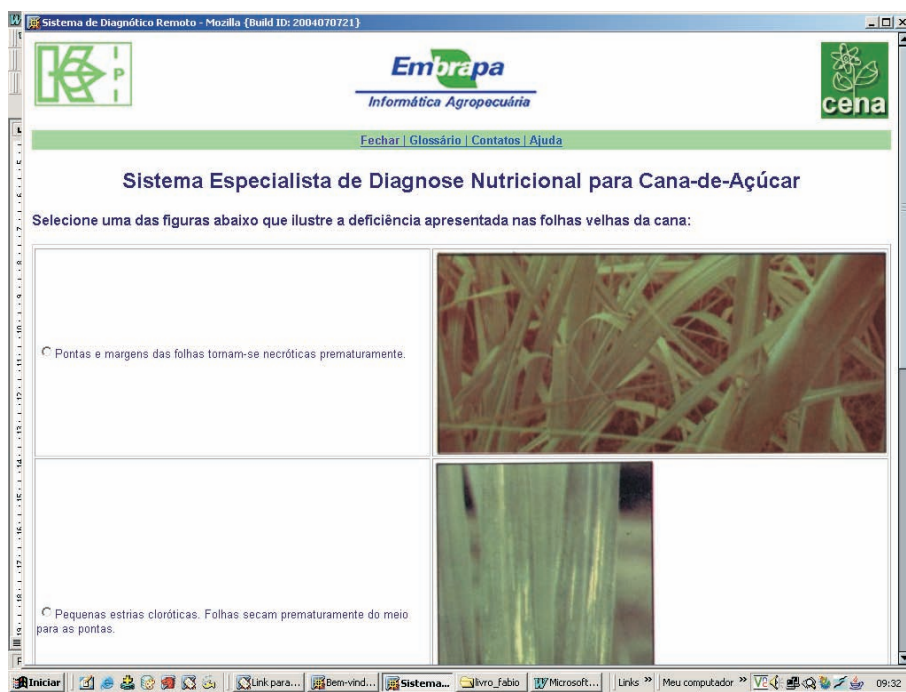 Sistema de Diagnótico Remoto - Mozilla {Build ID: 2004070721}
P
I
Embrapa
Informática Agropecuária
cena
Fechar | Glossário | Contatos | Ajuda
Sistema Especialista de Diagnose Nutricional para Cana-de-Açúcar
Selecione uma das figuras abaixo que ilustre a deficiência apresentada nas folhas velhas da cana:
Pontas e margens das folhas tornam-se necróticas prematuramente.
Pequenas estrias cloróticas. Folhas secam prematuramente do meio
para as pontas.
Iniciar Link para... Bem-vind... Sistema... livro_fabio Microsoft... Links » Meu computador » 09:32